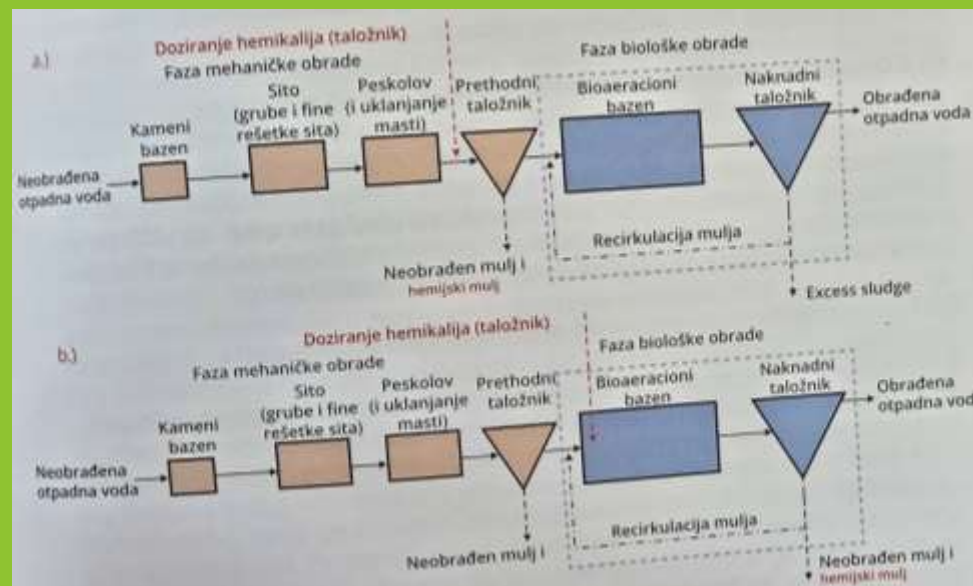 a.)
Doziranje hemikalija (taložnik)
Faza mehaničke obrade
Faza biološke obrade
Kameni
bazen
Sito
(grube i fine
rešetke sita)
Peskolov
(i uklanjanje
masti)
Prethodni
taložnik
Bioaeracioni
bazen
Naknadni
taložnik
Neobrađena
otpadna voda
Obrađena
otpadna voda
Recirkulacija mulja
Neobrađen mulj i
hemijski mulj
Excess sludge
b.)
Doziranje hemikalija (taložnik)
Faza mehaničke obrade
Faza biološke obrade
Kameni
bazen
Sito
(grube i fine
rešetke sita)
Peskolov
(i uklanjanje
masti)
Prethodni
taložnik
Bioaeracioni
bazen
Naknadni
taložnik
Neobrađena
otpadna voda
Obrađena
otpadna voda
Recirkulacija mulja
Neobrađen mulj i
Neobrađen mulj i
hemijski mulj